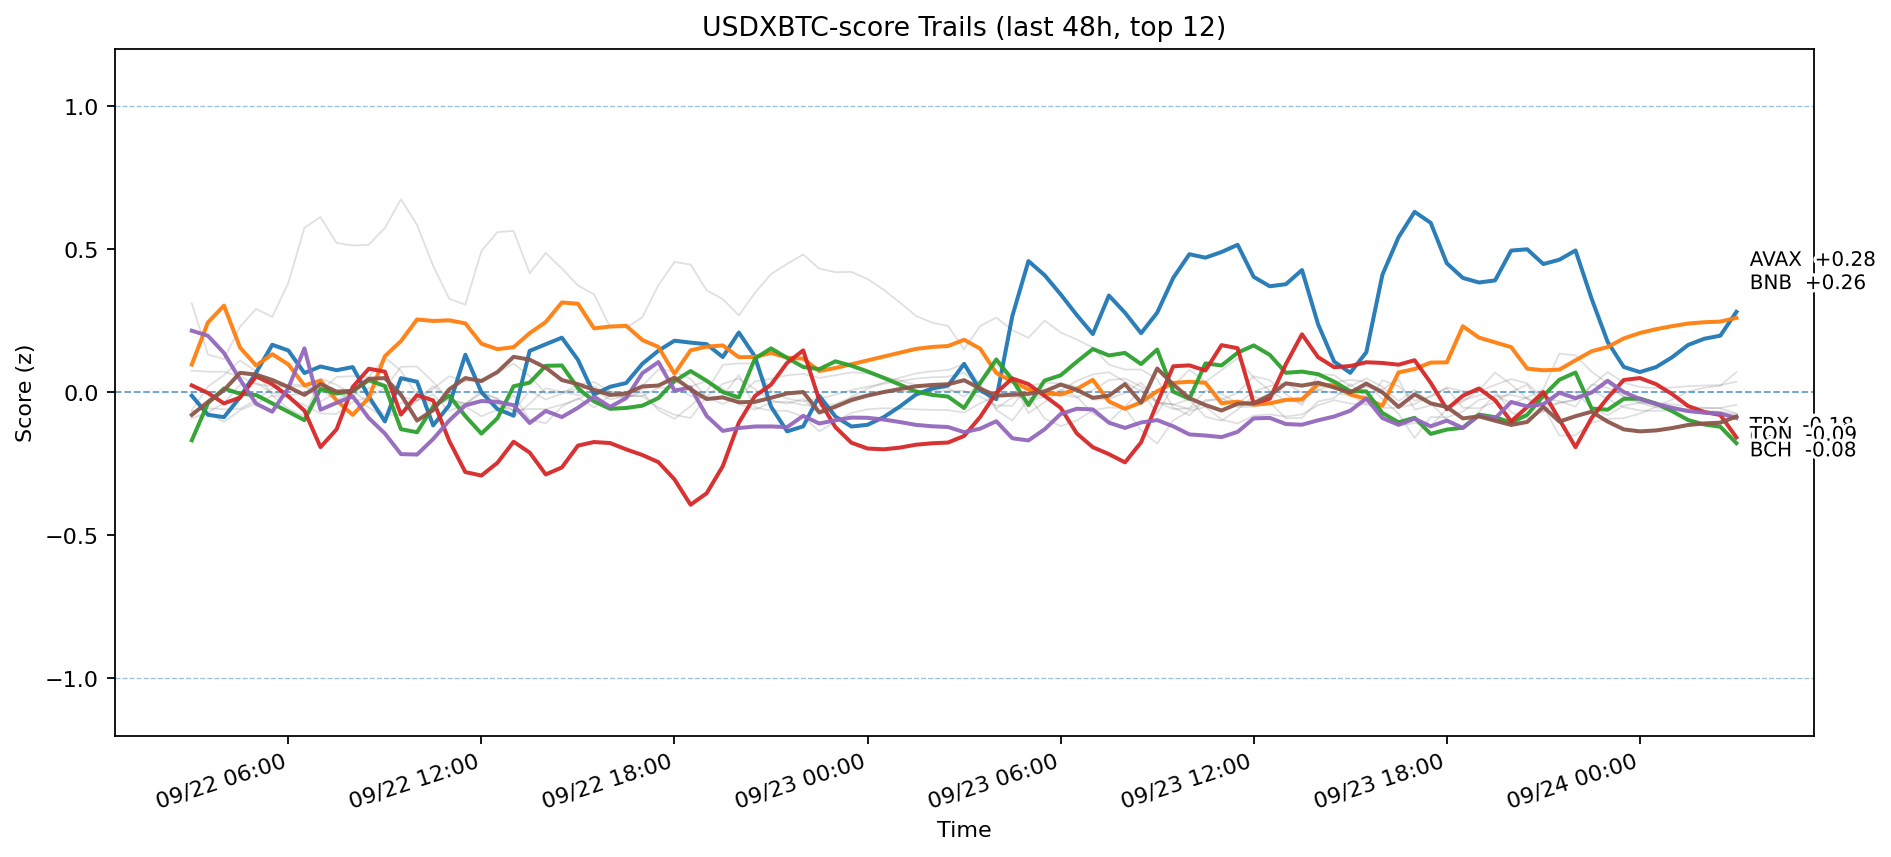 USDXBTC-score Trails (last 48h, top 12)
Score (z)
1.0
0.5
0.0
−0.5
−1.0
AVAX +0.28
BNB +0.26
TRX -0.18
TON -0.09
BCH -0.08
09/22 06:00
09/22 12:00
09/22 18:00
09/23 00:00
09/23 06:00
09/23 12:00
09/23 18:00
09/24 00:00
Time